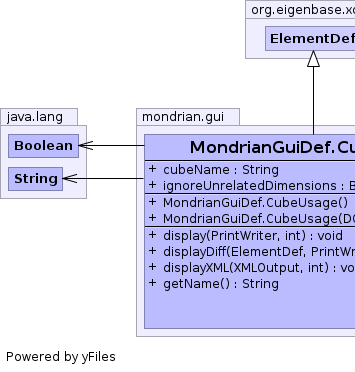 org.eigenbase.xo
ElementDef
java.lang
Boolean
String
mondrian.gui
MondrianGuiDef.Cu
+ cubeName : String
+ ignoreUnrelatedDimensions : B
+ MondrianGuiDef.CubeUsage()
+ MondrianGuiDef.CubeUsage(DO
+ display(PrintWriter, int) : void
+ displayDiff(ElementDef, PrintWr
+ displayXML(XMLOutput, int) : vo
+ getName() : String
Powered by yFiles